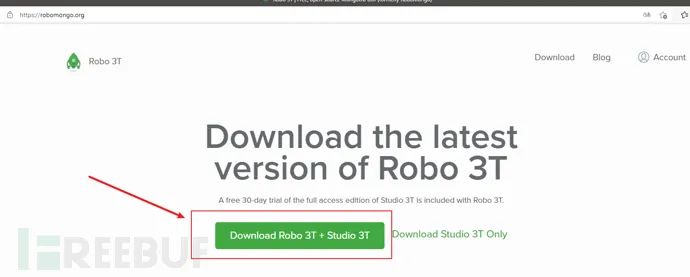 https://robomongo.org
Robo 3T
Download
Blog
Account
Download the latest
version of Robo 3T
A free 30-day trial of the full access edition of Studio 3T is included with Robo 3T.
Download Robo 3T + Studio 3T
Download Studio 3T Only
FREEBUF